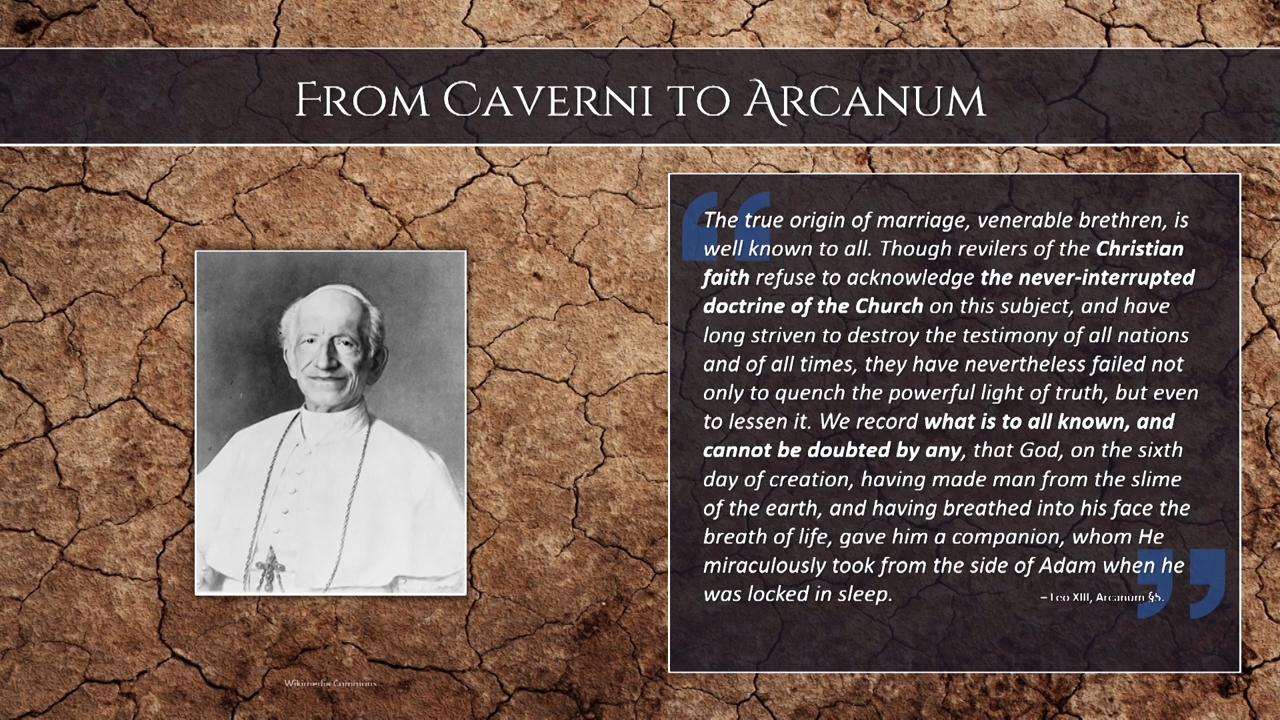 From Caverni to Arcanum
The true origin of marriage, venerable brethren, is
well known to all. Though revilers of the Christian
faith refuse to acknowledge the never-interrupted
doctrine of the Church on this subject, and have
long striven to destroy the testimony of all nations
and of all times, they have nevertheless failed not
only to quench the powerful light of truth, but even
to lessen it. We record what is to all known, and
cannot be doubted by any, that God, on the sixth
day of creation, having made man from the slime
of the earth, and having breathed into his face the
breath of life, gave him a companion, whom He
miraculously took from the side of Adam when he
was locked in sleep.
– Leo XIII, Arcanum §5.
Wikimedia Commons